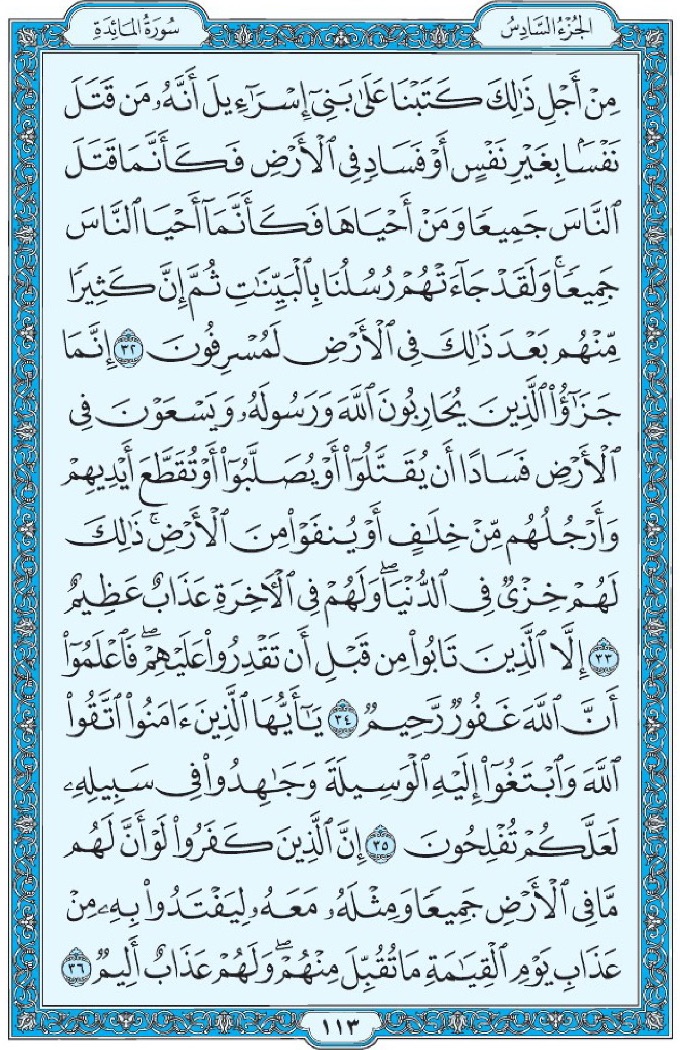 الجُزْءُ السَّادِسُ
سُورَةُ المَائِدَةِ
مِنۡ أَجۡلِ ذَٰلِكَ كَتَبۡنَا عَلَىٰ بَنِيٓ إِسۡرَٰٓءِيلَ أَنَّهُۥ مَن قَتَلَ
نَفۡسَۢا بِغَيۡرِ نَفۡسٍ أَوۡ فَسَادٖ فِي ٱلۡأَرۡضِ فَكَأَنَّمَا قَتَلَ
ٱلنَّاسَ جَمِيعٗا وَمَنۡ أَحۡيَاهَا فَكَأَنَّمَآ أَحۡيَا ٱلنَّاسَ
جَمِيعٗاۚ وَلَقَدۡ جَآءَتۡهُمۡ رُسُلُنَا بِٱلۡبَيِّنَٰتِ ثُمَّ إِنَّ كَثِيرٗا
مِّنۡهُم بَعۡدَ ذَٰلِكَ فِي ٱلۡأَرۡضِ لَمُسۡرِفُونَ ٣٢ إِنَّمَا
جَزَٰٓؤُاْ ٱلَّذِينَ يُحَارِبُونَ ٱللَّهَ وَرَسُولَهُۥ وَيَسۡعَوۡنَ فِي
ٱلۡأَرۡضِ فَسَادًا أَن يُقَتَّلُوٓاْ أَوۡ يُصَلَّبُوٓاْ أَوۡ تُقَطَّعَ أَيۡدِيهِمۡ
وَأَرۡجُلُهُم مِّنۡ خِلَٰفٍ أَوۡ يُنفَوۡاْ مِنَ ٱلۡأَرۡضِۚ ذَٰلِكَ
لَهُمۡ خِزۡيٞ فِي ٱلدُّنۡيَاۖ وَلَهُمۡ فِي ٱلۡأٓخِرَةِ عَذَابٌ عَظِيمٌ
٣٣ إِلَّا ٱلَّذِينَ تَابُواْ مِن قَبۡلِ أَن تَقۡدِرُواْ عَلَيۡهِمۡۖ فَٱعۡلَمُوٓاْ
أَنَّ ٱللَّهَ غَفُورٞ رَّحِيمٞ ٣٤ يَٰٓأَيُّهَا ٱلَّذِينَ ءَامَنُواْ ٱتَّقُواْ
ٱللَّهَ وَٱبۡتَغُوٓاْ إِلَيۡهِ ٱلۡوَسِيلَةَ وَجَٰهِدُواْ فِي سَبِيلِهِۦ
لَعَلَّكُمۡ تُفۡلِحُونَ ٣٥ إِنَّ ٱلَّذِينَ كَفَرُواْ لَوۡ أَنَّ لَهُم
مَّا فِي ٱلۡأَرۡضِ جَمِيعٗا وَمِثۡلَهُۥ مَعَهُۥ لِيَفۡتَدُواْ بِهِۦ مِنۡ
عَذَابِ يَوۡمِ ٱلۡقِيَٰمَةِ مَا تُقُبِّلَ مِنۡهُمۡۖ وَلَهُمۡ عَذَابٌ أَلِيمٞ ٣٦
١١٣